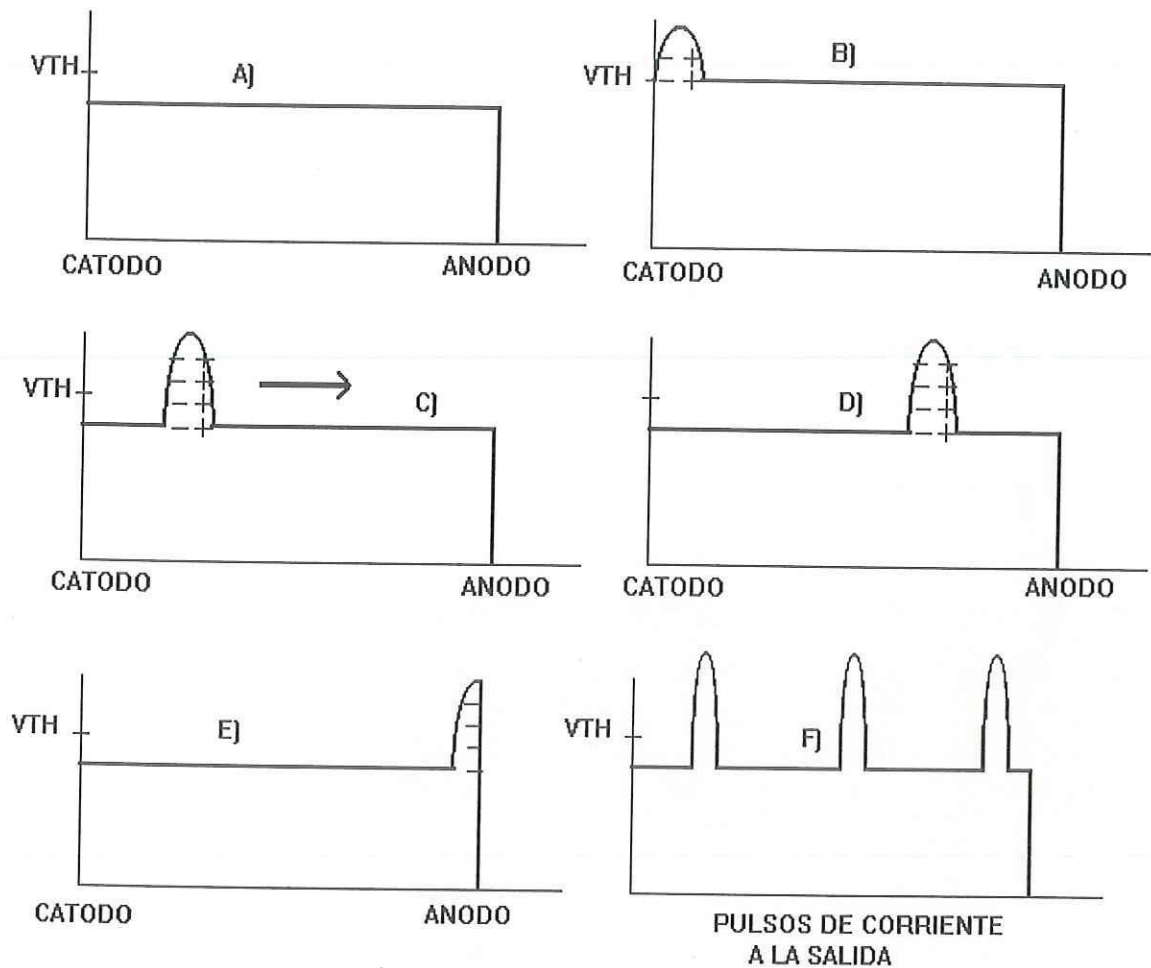 VTH
A]
CATODO
ANODO
VTH
B]
CATODO
ANODO
VTH
C]
CATODO
ANODO
D]
CATODO
ANODO
VTH
E]
CATODO
ANODO
VTH
F]
PULSOS DE CORRIENTE
A LA SALIDA